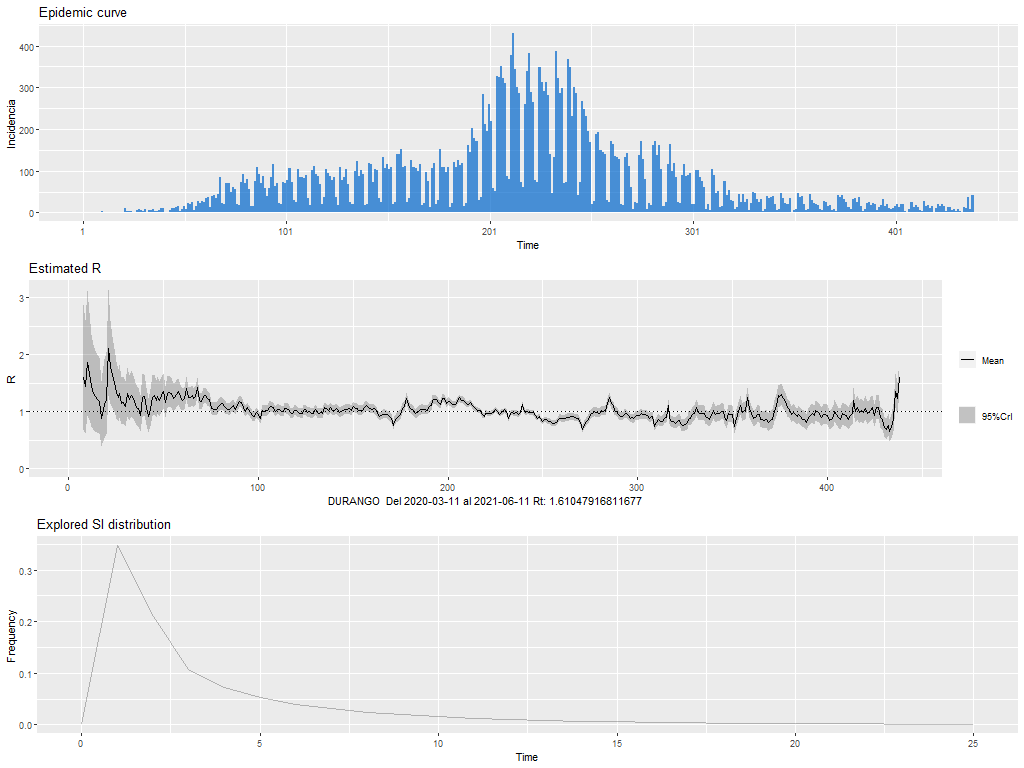 Epidemic curve
Incidencia
400
300
200
100
0
1 101 201 301 401
Time
Estimated R
R
3
2
1
0
Mean
95%CrI
0 100 200 300 400
DURANGO Del 2020-03-11 al 2021-06-11 Rt: 1.61047916811677
Explored SI distribution
Frequency
0.3
0.2
0.1
0.0
0 5 10 15 20 25
Time